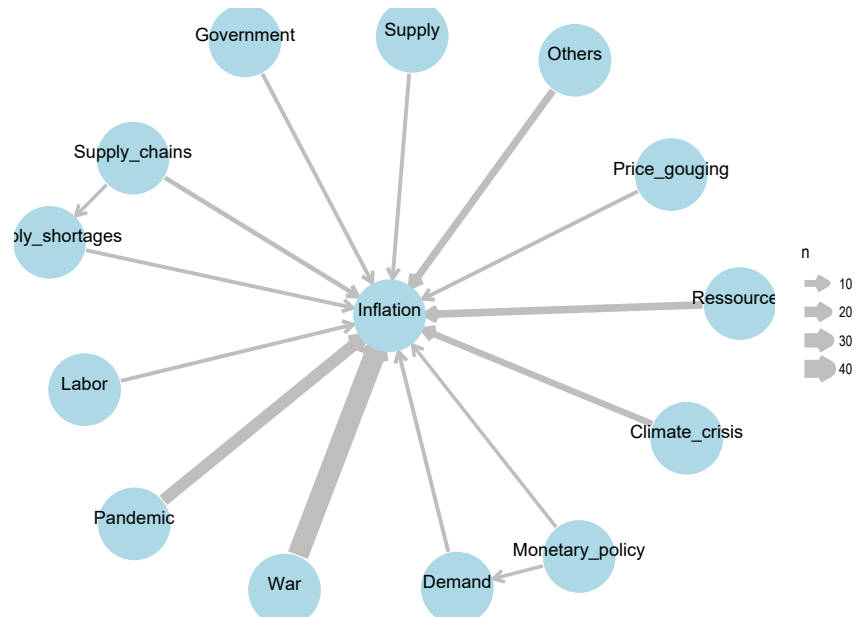 Supply
Government
Others
Supply_chains
Price_gouging
ply_shortages
n
10
Ressource
Inflation
20
30
40
Labor
Climate_crisis
Pandemic
Monetary_policy
War
Demand